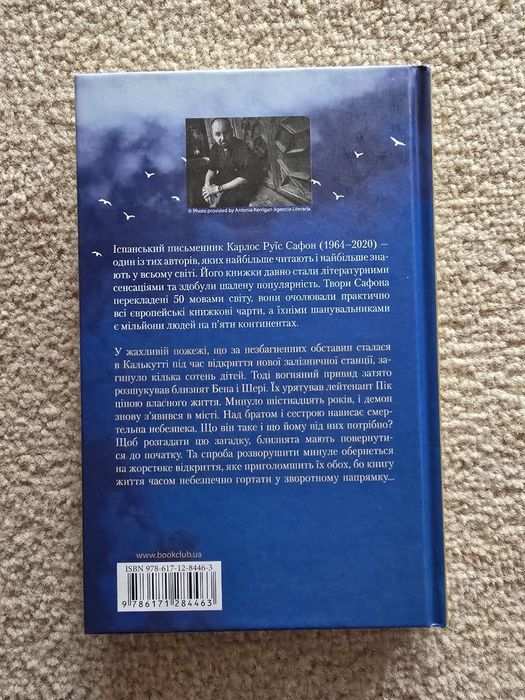 © Photo provided by Antonia Kerrigan Agencia Literaria
Іспанський письменник Карлос Руїс Сафон (1964–2020) –
один із тих авторів, яких найбільше читають і найбільше зна-
ють у всьому світі. Його книжки давно стали літературними
сенсаціями та здобули шалену популярність. Твори Сафона
перекладені 50 мовами світу, вони очолювали практично
всі європейські книжкові чарти, а їхніми шанувальниками
є мільйони людей на п'яти континентах.
У жахливій пожежі, що за незбагненних обставин сталася
в Калькутті під час відкриття нової залізничної станції, за-
гинуло кілька сотень дітей. Тоді вогняний привид затято
розшукував близнят Бена і Шері. Їх урятував лейтенант Пік
ціною власного життя. Минуло шістнадцять років, і демон
знову з'явився в місті. Над братом і сестрою нависає смер-
тельна небезпека. Що він таке і що йому від них потрібно?
Щоб розгадати цю загадку, близнята мають повернути-
ся до початку. Та спроба розворушити минуле обернеться
на жорстоке відкриття, яке приголомшить їх обох, бо книгу
життя часом небезпечно гортати у зворотному напрямку...
www.bookclub.ua
ISBN 978-617-12-8446-3
9 786171 284463